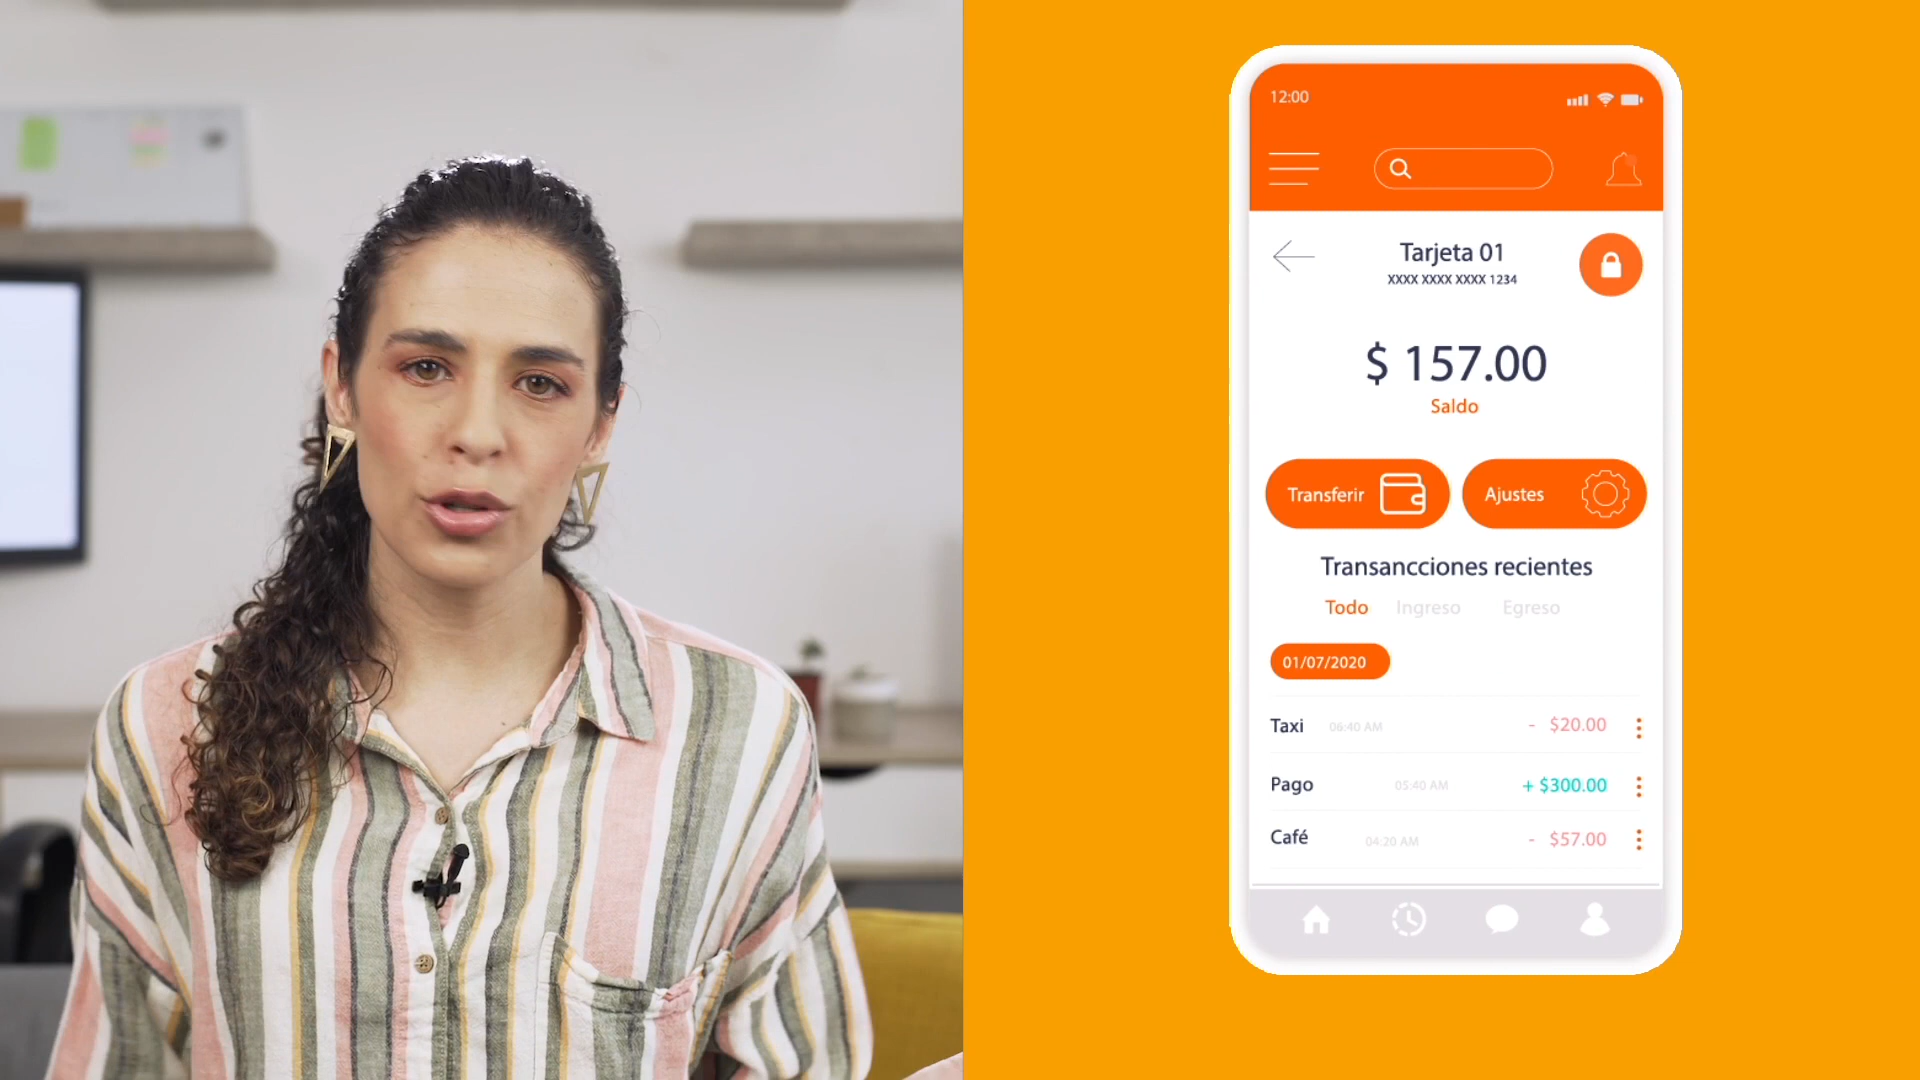 12:00
Tarjeta 01
XXXX XXXX XXXX 1234
$ 157.00
Saldo
Transferir
Ajustes
Transancciones recientes
Todo Ingreso Egreso
01/07/2020
Taxi 06:40 AM - $20.00
Pago 05:40 AM + $300.00
Café 04:20 AM - $57.00